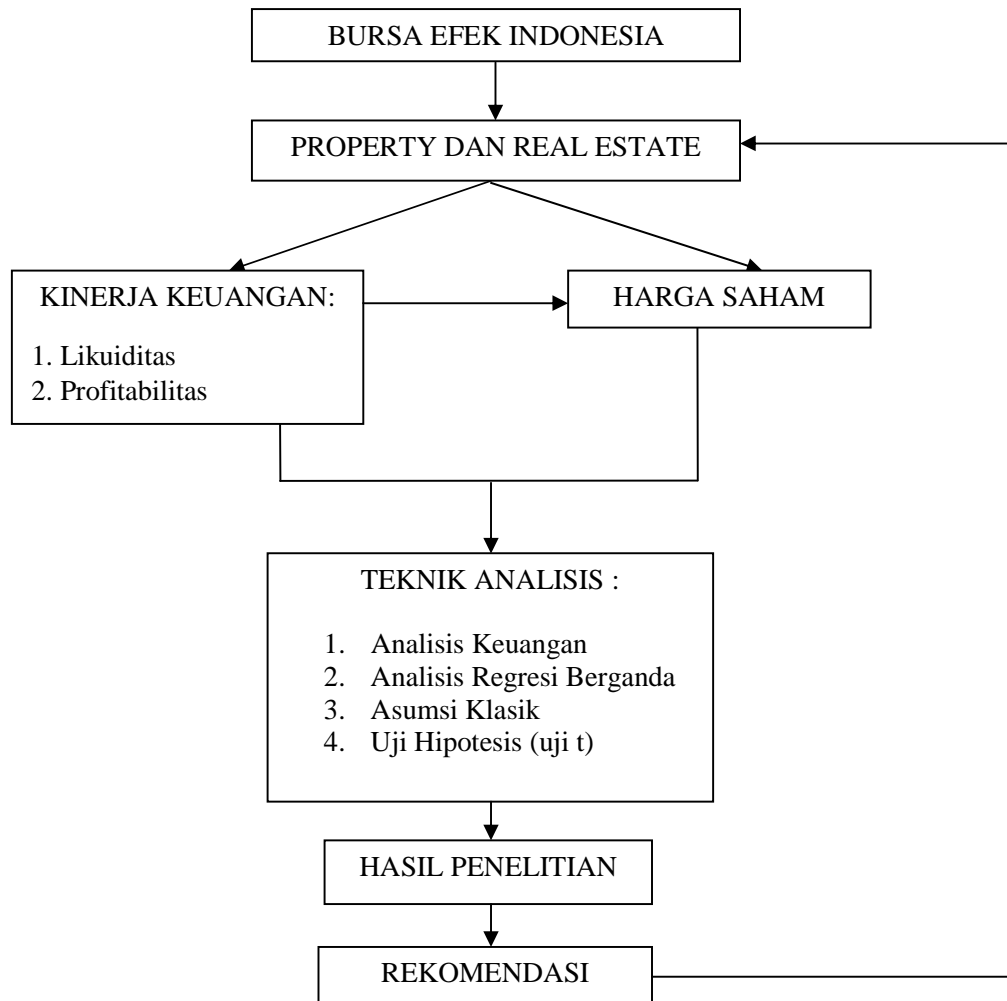 BURSA EFEK INDONESIA
PROPERTY DAN REAL ESTATE
KINERJA KEUANGAN:
1. Likuiditas
2. Profitabilitas
HARGA SAHAM
TEKNIK ANALISIS :
1. Analisis Keuangan
2. Analisis Regresi Berganda
3. Asumsi Klasik
4. Uji Hipotesis (uji t)
HASIL PENELITIAN
REKOMENDASI